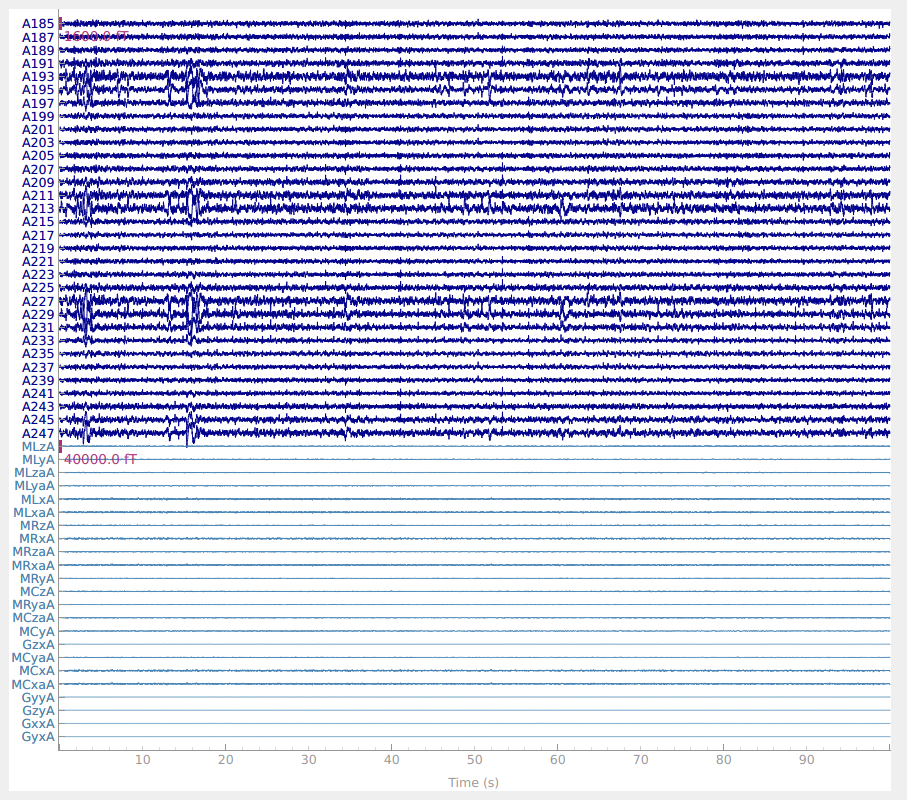 A185
1600.0 fT
A187
A189
A191
A193
A195
A197
A199
A201
A203
A205
A207
A209
A211
A213
A215
A217
A219
A221
A223
A225
A227
A229
A231
A233
A235
A237
A239
A241
A243
A245
A247
MLzA
MLyA
40000.0 fT
MLzaA
MLyaA
MLxA
MLxaA
MRzA
MRxA
MRzaA
MRxaA
MRyA
MCzA
MRyaA
MCzaA
MCyA
GzxA
MCyaA
MCxA
MCxaA
GyyA
GzyA
GxxA
GyxA
10 20 30 40 50 60 70 80 90
Time (s)